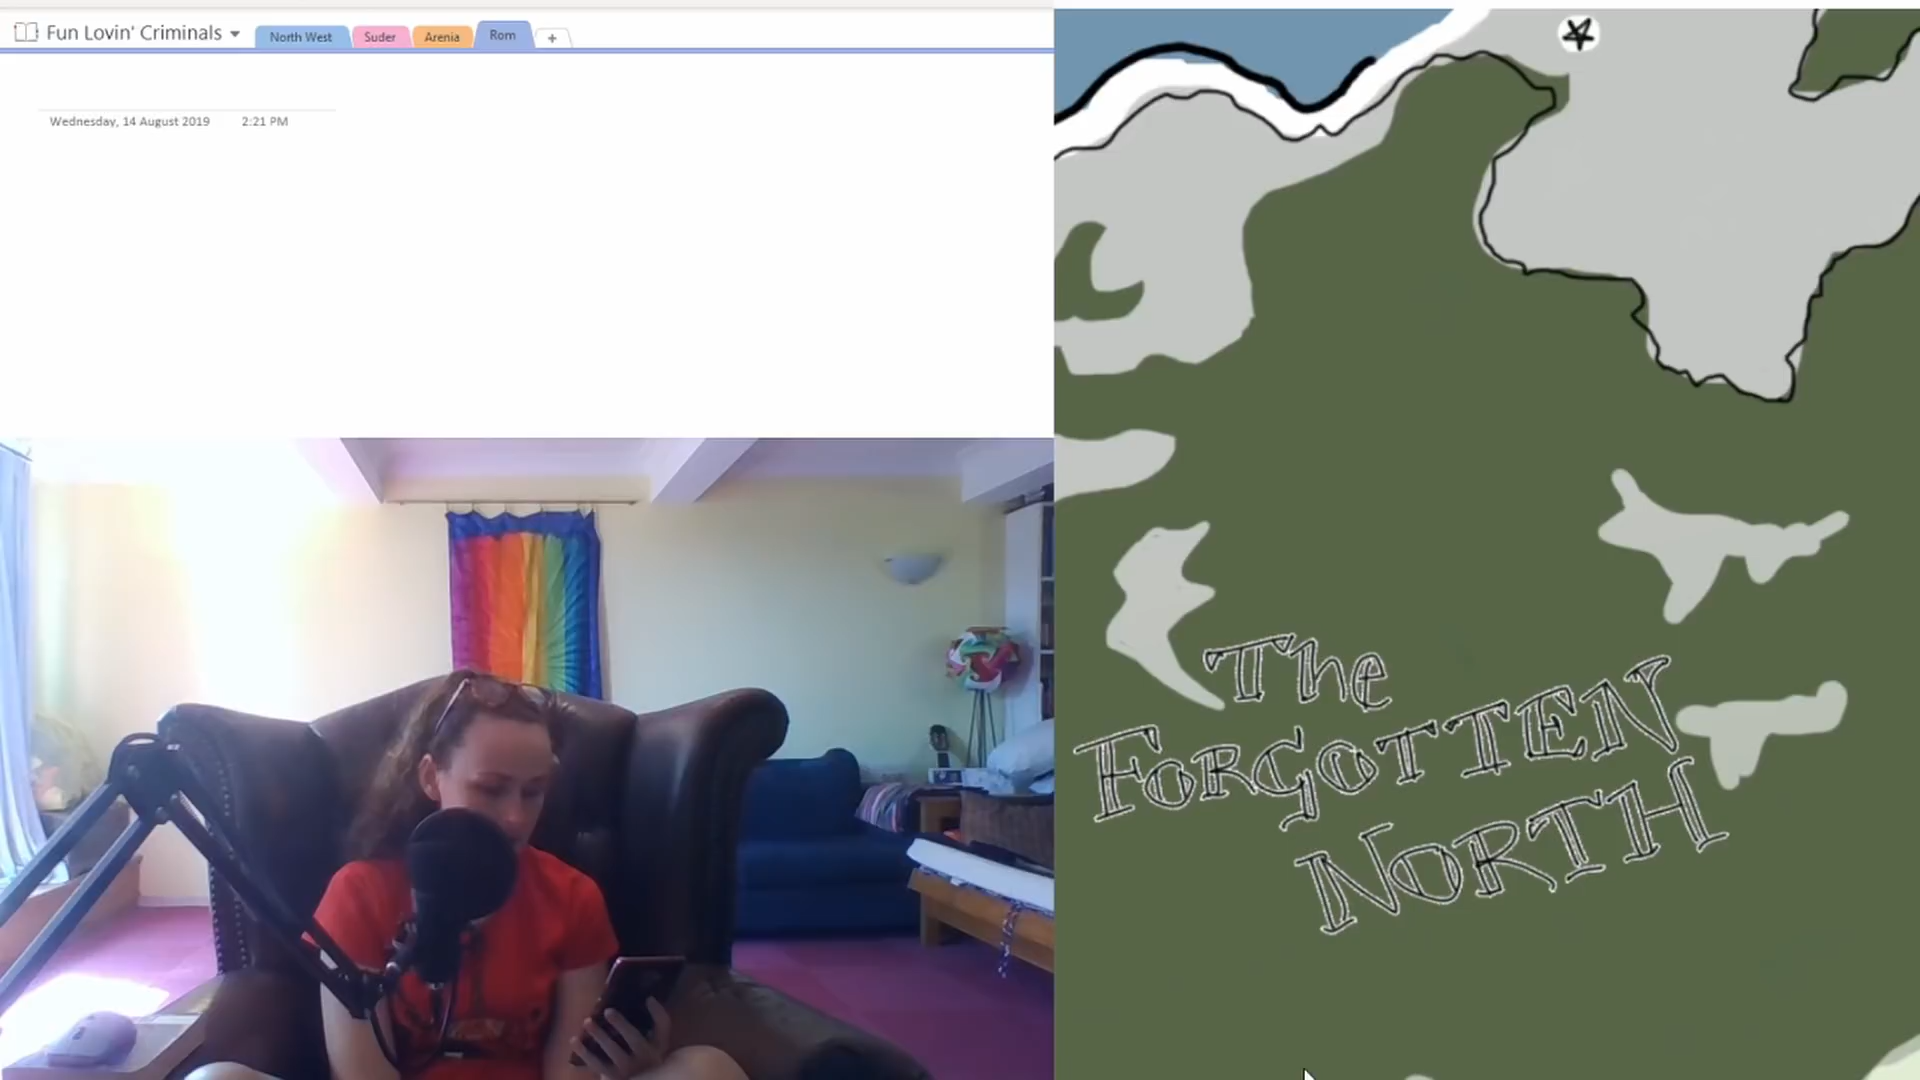 Fun Lovin' Criminals
North West
Suder
Arenia
Rom
Wednesday, 14 August 2019 2:21 PM
The
FORGOTTEN
NORTH